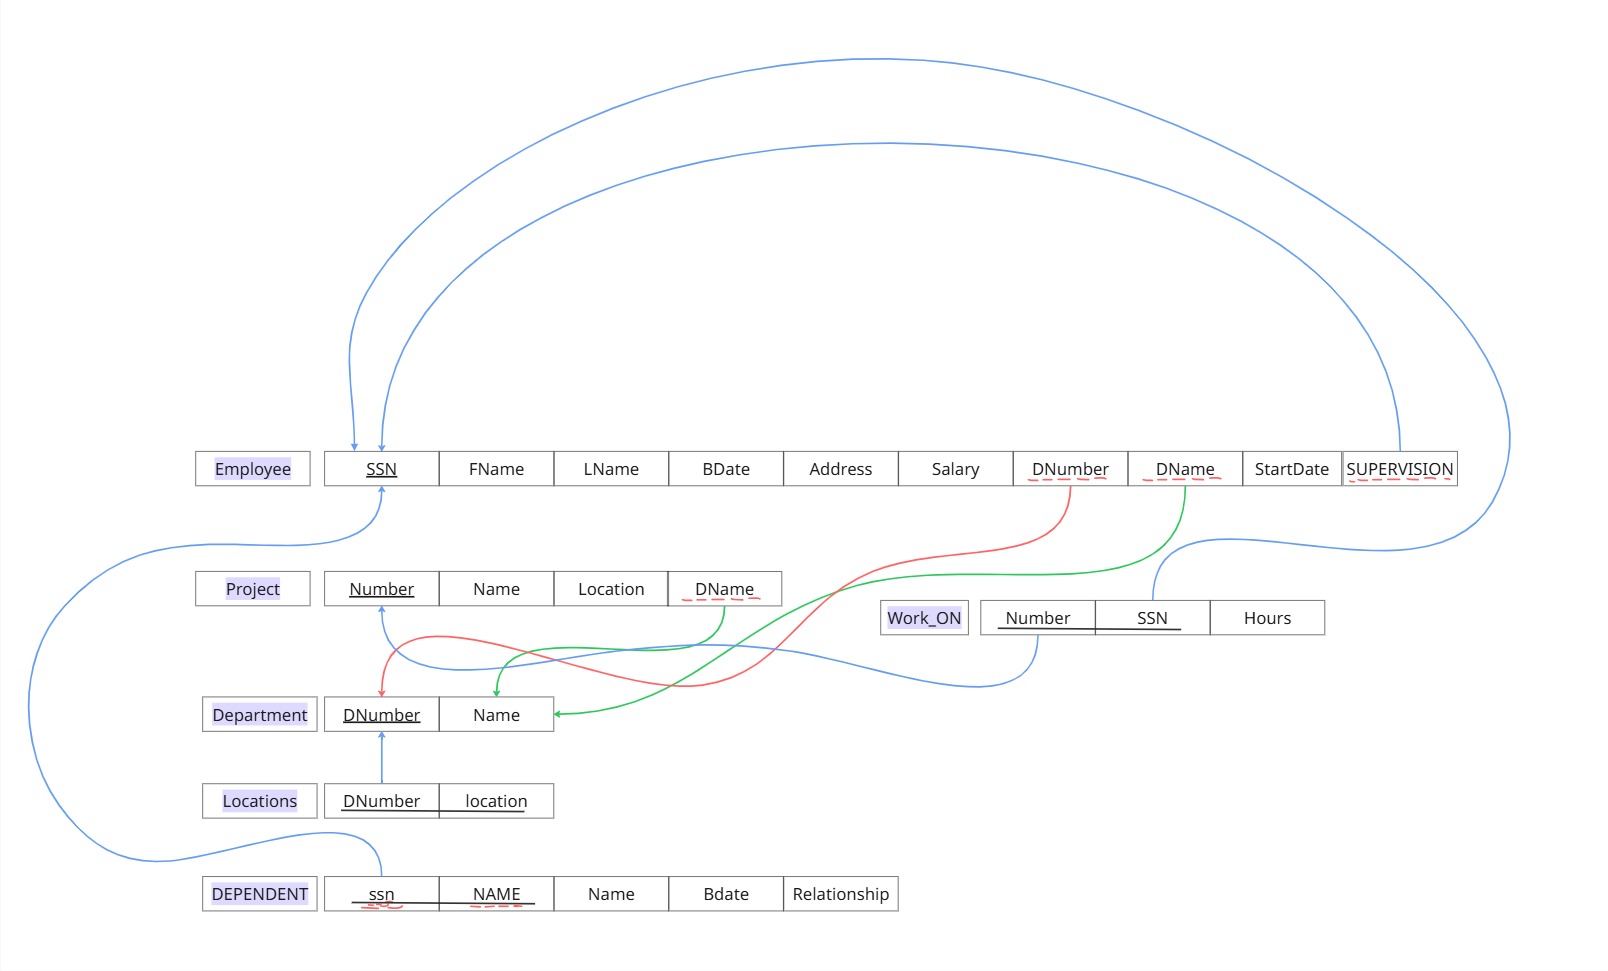 Employee SSN FName LName BDate Address Salary DNumber DName StartDate SUPERVISION
Project Number Name Location DName
Work_ON Number SSN Hours
Department DNumber Name
Locations DNumber location
DEPENDENT ssn NAME Name Bdate Relationship